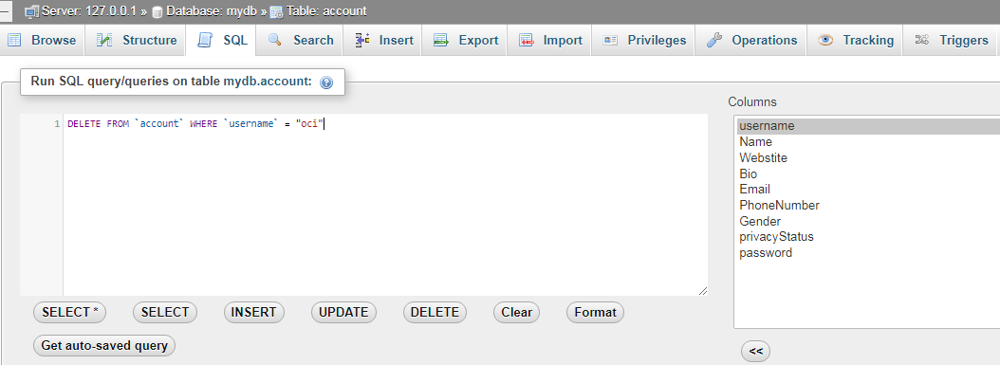 Server: 127.0.0.1 » Database: mydb » Table: account
Browse Structure SQL Search Insert Export Import Privileges Operations Tracking Triggers
Run SQL query/queries on table mydb.account:
1 DELETE FROM `account` WHERE `username` = "oci"
SELECT * SELECT INSERT UPDATE DELETE Clear Format
Get auto-saved query
Columns
username
Name
Webstite
Bio
Email
PhoneNumber
Gender
privacyStatus
password
<<